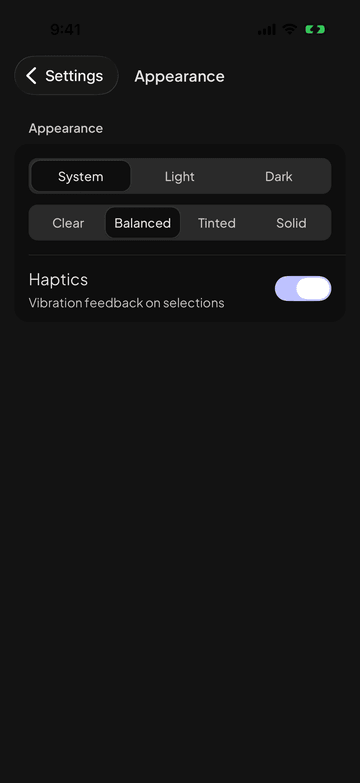 9:41
Settings
Appearance
Appearance
System Light Dark
Clear Balanced Tinted Solid
Haptics
Vibration feedback on selections